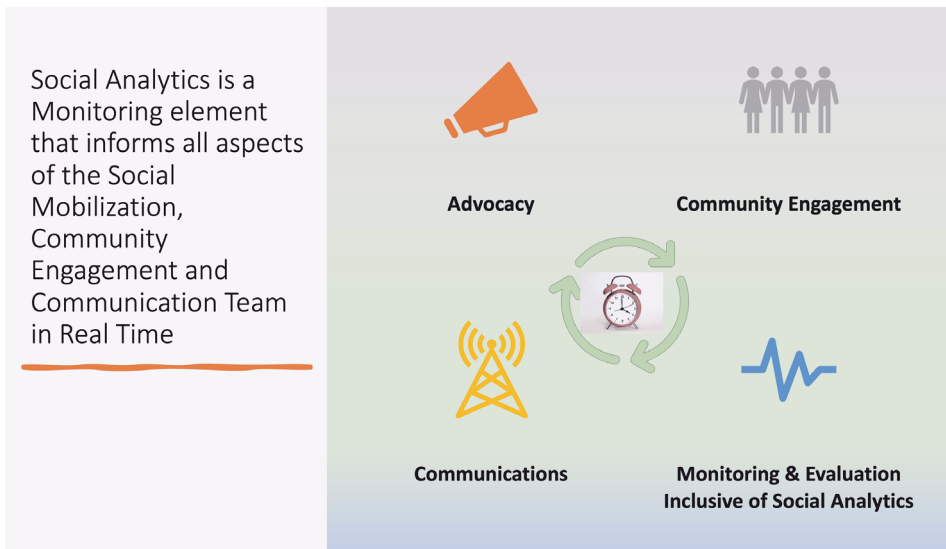 Social Analytics is a
Monitoring element
that informs all aspects
of the Social
Mobilization,
Community
Engagement and
Communication Team
in Real Time
Advocacy
Community Engagement
Communications
Monitoring & Evaluation
Inclusive of Social Analytics